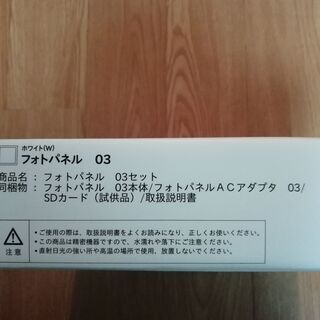 ホワイト(W)
フォトパネル 03
商品名：フォトパネル 03セット
同梱物：フォトパネル 03本体/フォトパネルACアダプタ 03/
SDカード（試供品）/取扱説明書
・ご使用の際は、取扱説明書をよくお読みになり、正しくお使いください。
・この商品は精密機器ですので、水濡れや落下にご注意ください。
・直射日光の強い所や高温の場所で使用、放置しないでください。
注意